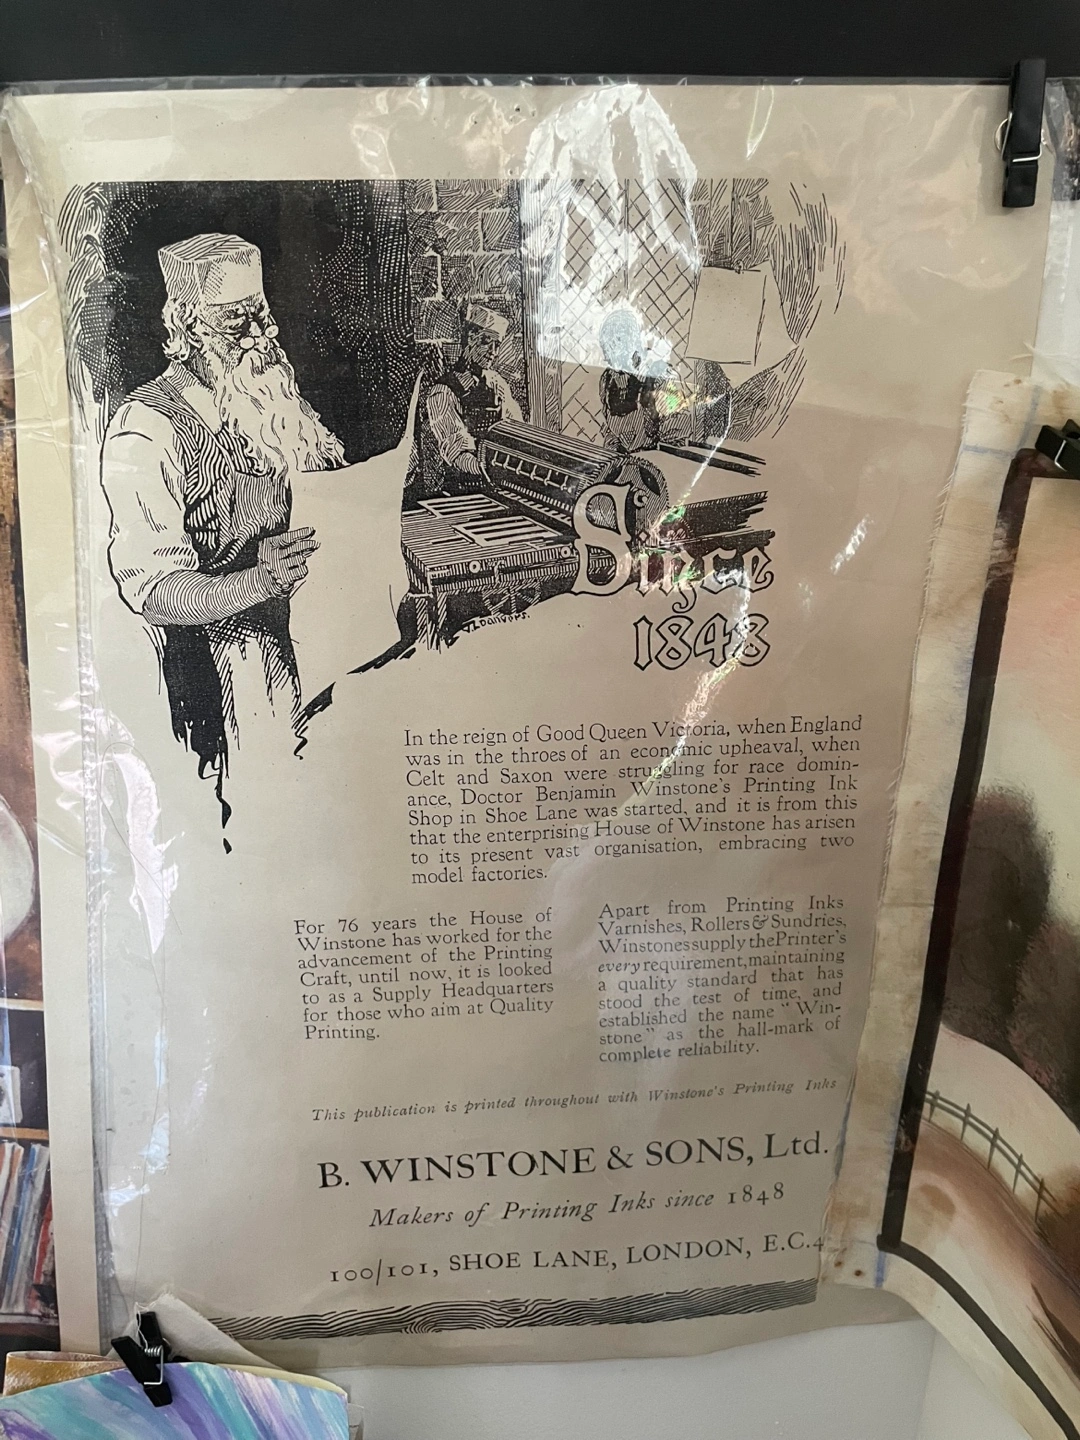 Since
1848
V.L. Danvers.
In the reign of Good Queen Victoria, when England
was in the throes of an economic upheaval, when
Celt and Saxon were struggling for race domin-
ance, Doctor Benjamin Winstone's Printing Ink
Shop in Shoe Lane was started, and it is from this
that the enterprising House of Winstone has arisen
to its present vast organisation, embracing two
model factories.
For 76 years the House of
Winstone has worked for the
advancement of the Printing
Craft, until now, it is looked
to as a Supply Headquarters
for those who aim at Quality
Printing.
Apart from Printing Inks
Varnishes, Rollers & Sundries,
Winstones supply the Printer's
every requirement, maintaining
a quality standard that has
stood the test of time, and
established the name "Win-
stone" as the hall-mark of
complete reliability.
This publication is printed throughout with Winstone's Printing Inks
B. WINSTONE & SONS, Ltd.
Makers of Printing Inks since 1848
100/101, SHOE LANE, LONDON, E.C.4